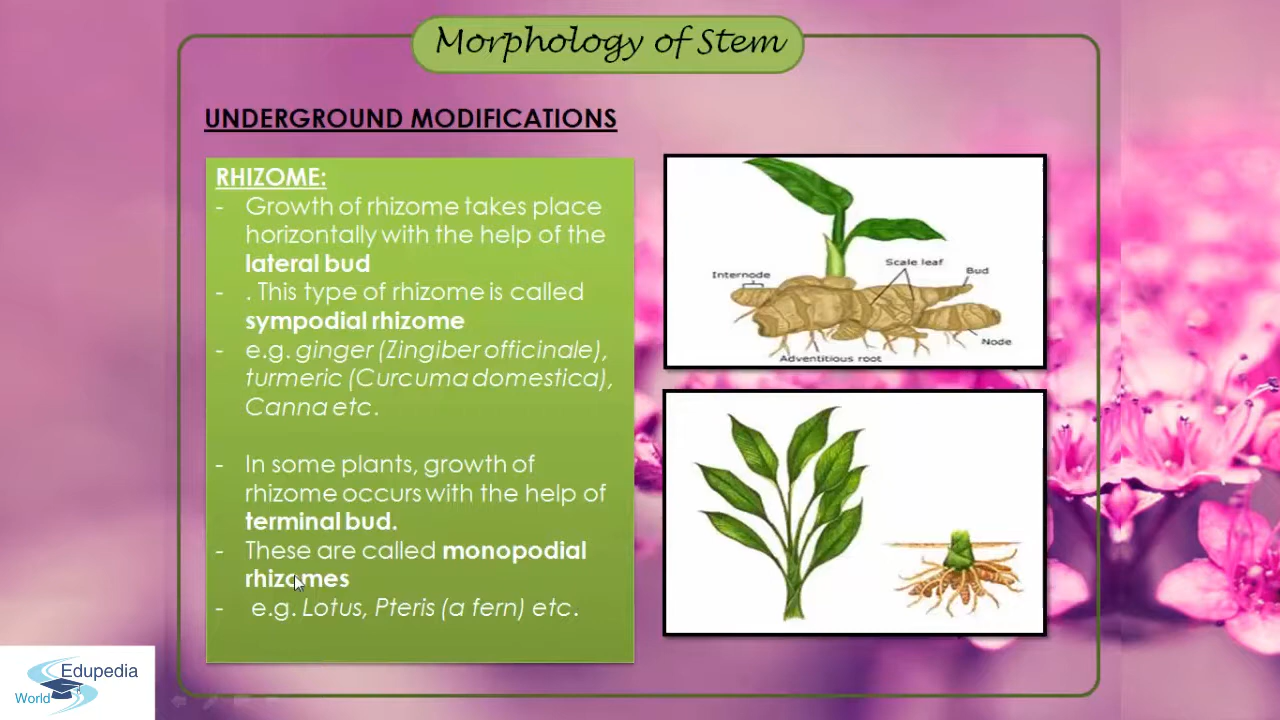 Morphology of Stem
UNDERGROUND MODIFICATIONS
RHIZOME:
- Growth of rhizome takes place
horizontally with the help of the
lateral bud
- . This type of rhizome is called
sympodial rhizome
- e.g. ginger (Zingiber officinale),
turmeric (Curcuma domestica),
Canna etc.
- In some plants, growth of
rhizome occurs with the help of
terminal bud.
- These are called monopodial
rhizomes
- e.g. Lotus, Pteris (a fern) etc.
Internode
Scale leaf
Bud
Node
Adventitious root
Edupedia
World